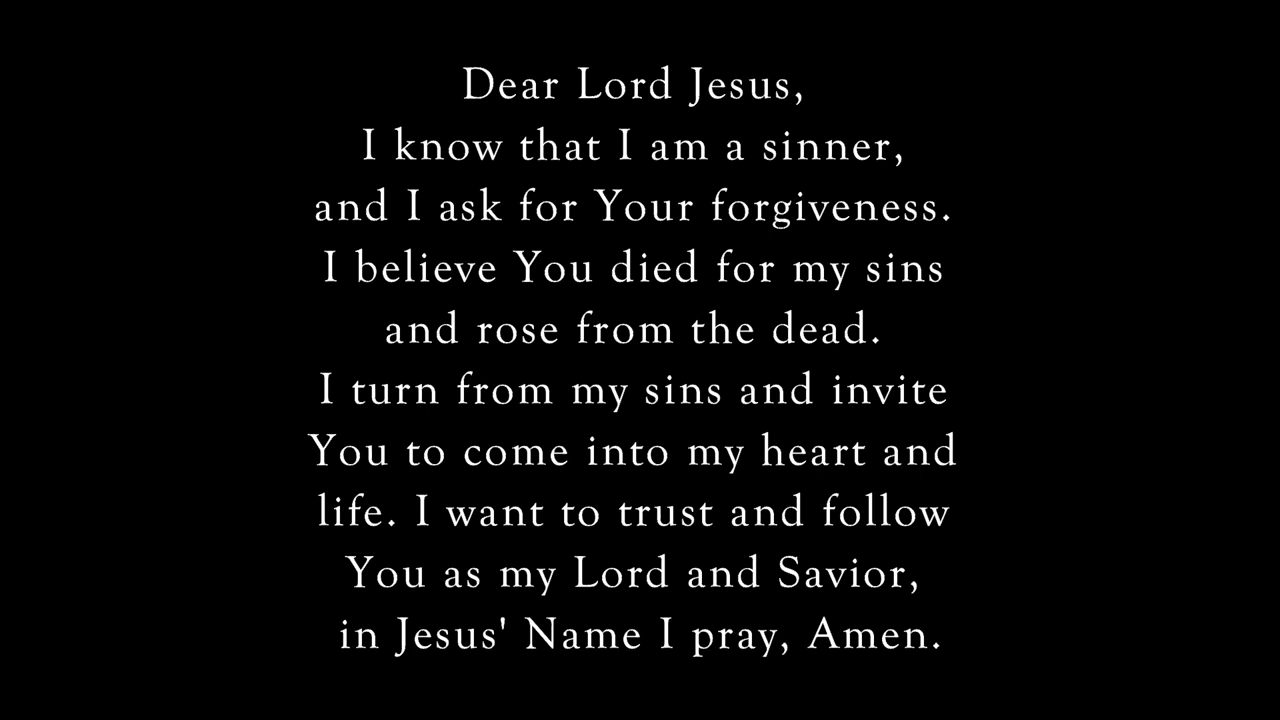 Dear Lord Jesus,
I know that I am a sinner,
and I ask for Your forgiveness.
I believe You died for my sins
and rose from the dead.
I turn from my sins and invite
You to come into my heart and
life. I want to trust and follow
You as my Lord and Savior,
in Jesus' Name I pray, Amen.